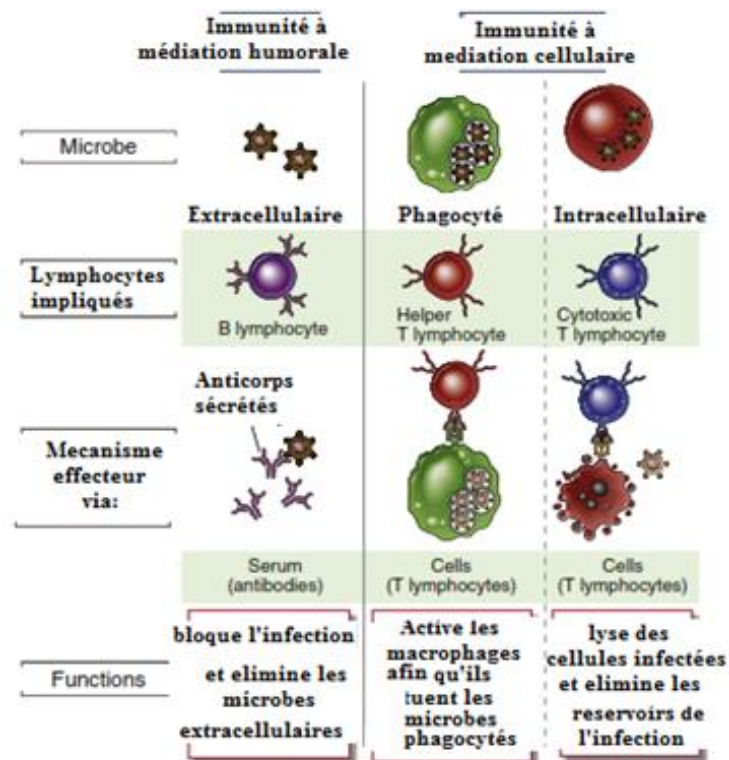 Immunité à
médiation humorale
Immunité à
mediation cellulaire
Microbe
Extracellulaire
Phagocyté
Intracellulaire
Lymphocytes
impliqués
B lymphocyte
Helper
T lymphocyte
Cytotoxic
T lymphocyte
Anticorps
sécrétés
Mecanisme
effecteur
via:
Serum
(antibodies)
Cells
(T lymphocytes)
Cells
(T lymphocytes)
Functions
bloque l'infection
et elimine les
microbes
extracellulaires
Active les
macrophages
afin qu'ils
tuent les
microbes
phagocytés
lyse des
cellules infectées
et elimine les
reservoirs de
l'infection